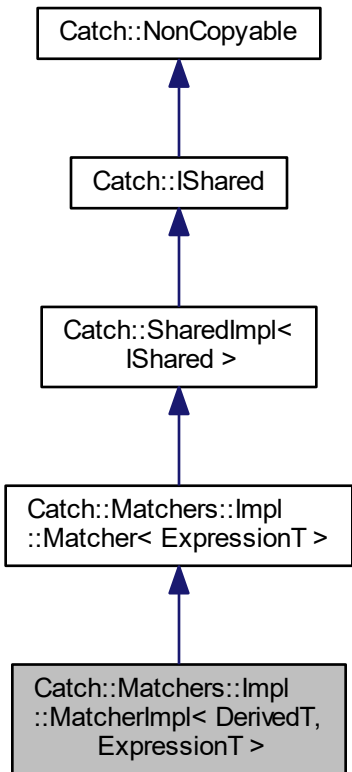 Catch::NonCopyable
Catch::IShared
Catch::SharedImpl<
IShared >
Catch::Matchers::Impl
::Matcher< ExpressionT >
Catch::Matchers::Impl
::MatcherImpl< DerivedT,
ExpressionT >